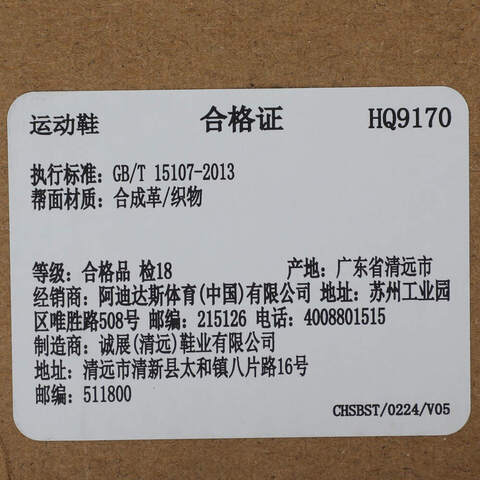 运动鞋 合格证 HQ9170
执行标准: GB/T 15107-2013
帮面材质: 合成革/织物
等级: 合格品 检18 产地: 广东省清远市
经销商: 阿迪达斯体育(中国)有限公司 地址: 苏州工业园
区唯胜路508号 邮编: 215126 电话: 4008801515
制造商: 诚展(清远)鞋业有限公司
地址: 清远市清新县太和镇八片路16号
邮编: 511800
CHSBST/0224/V05